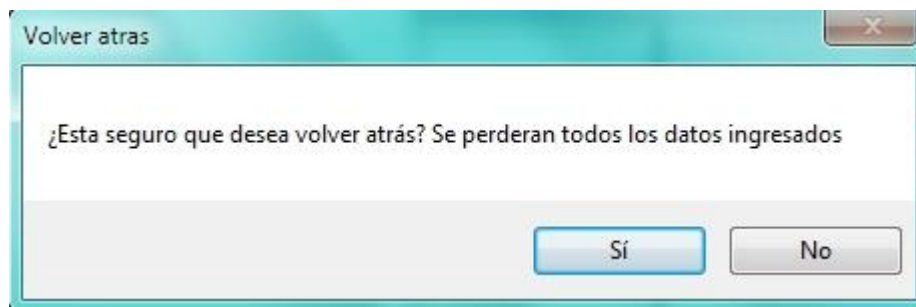 Volver atras
¿Esta seguro que desea volver atrás? Se perderan todos los datos ingresados
Sí
No